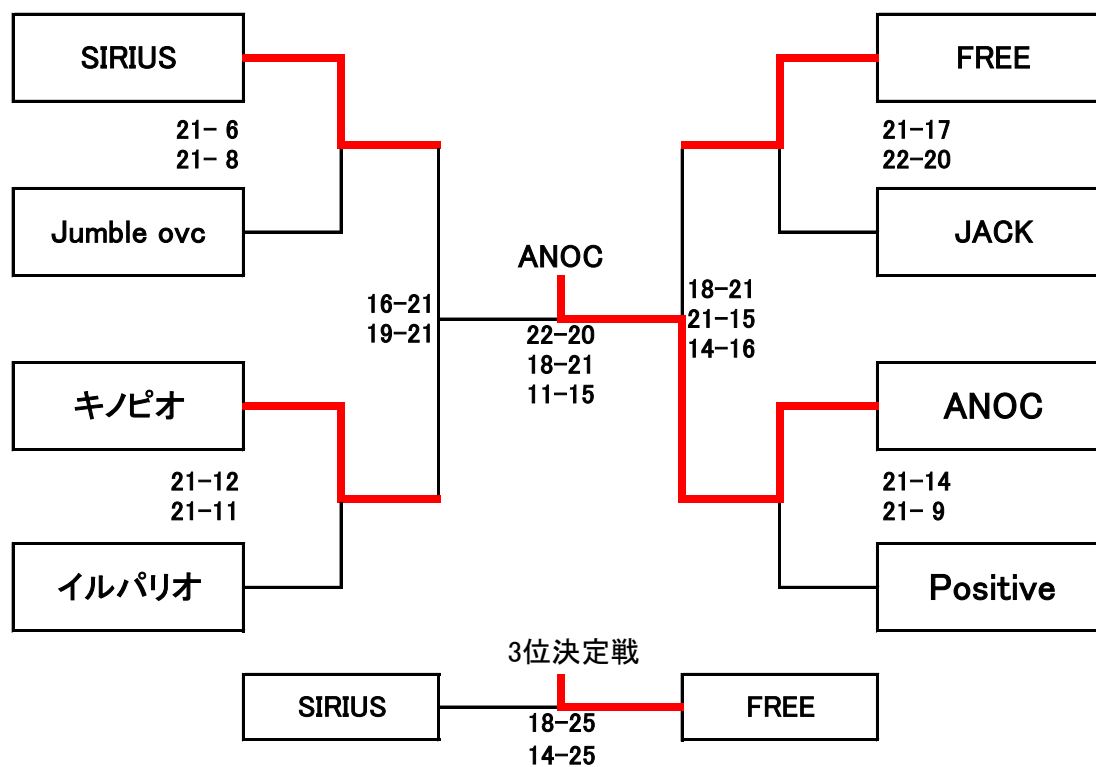 SIRIUS
21- 6
21- 8
Jumble ovc
キノピオ
21-12
21-11
イルパリオ
16-21
19-21
ANOC
22-20
18-21
11-15
FREE
21-17
22-20
JACK
18-21
21-15
14-16
ANOC
21-14
21- 9
Positive
3位決定戦
SIRIUS
18-25
14-25
FREE